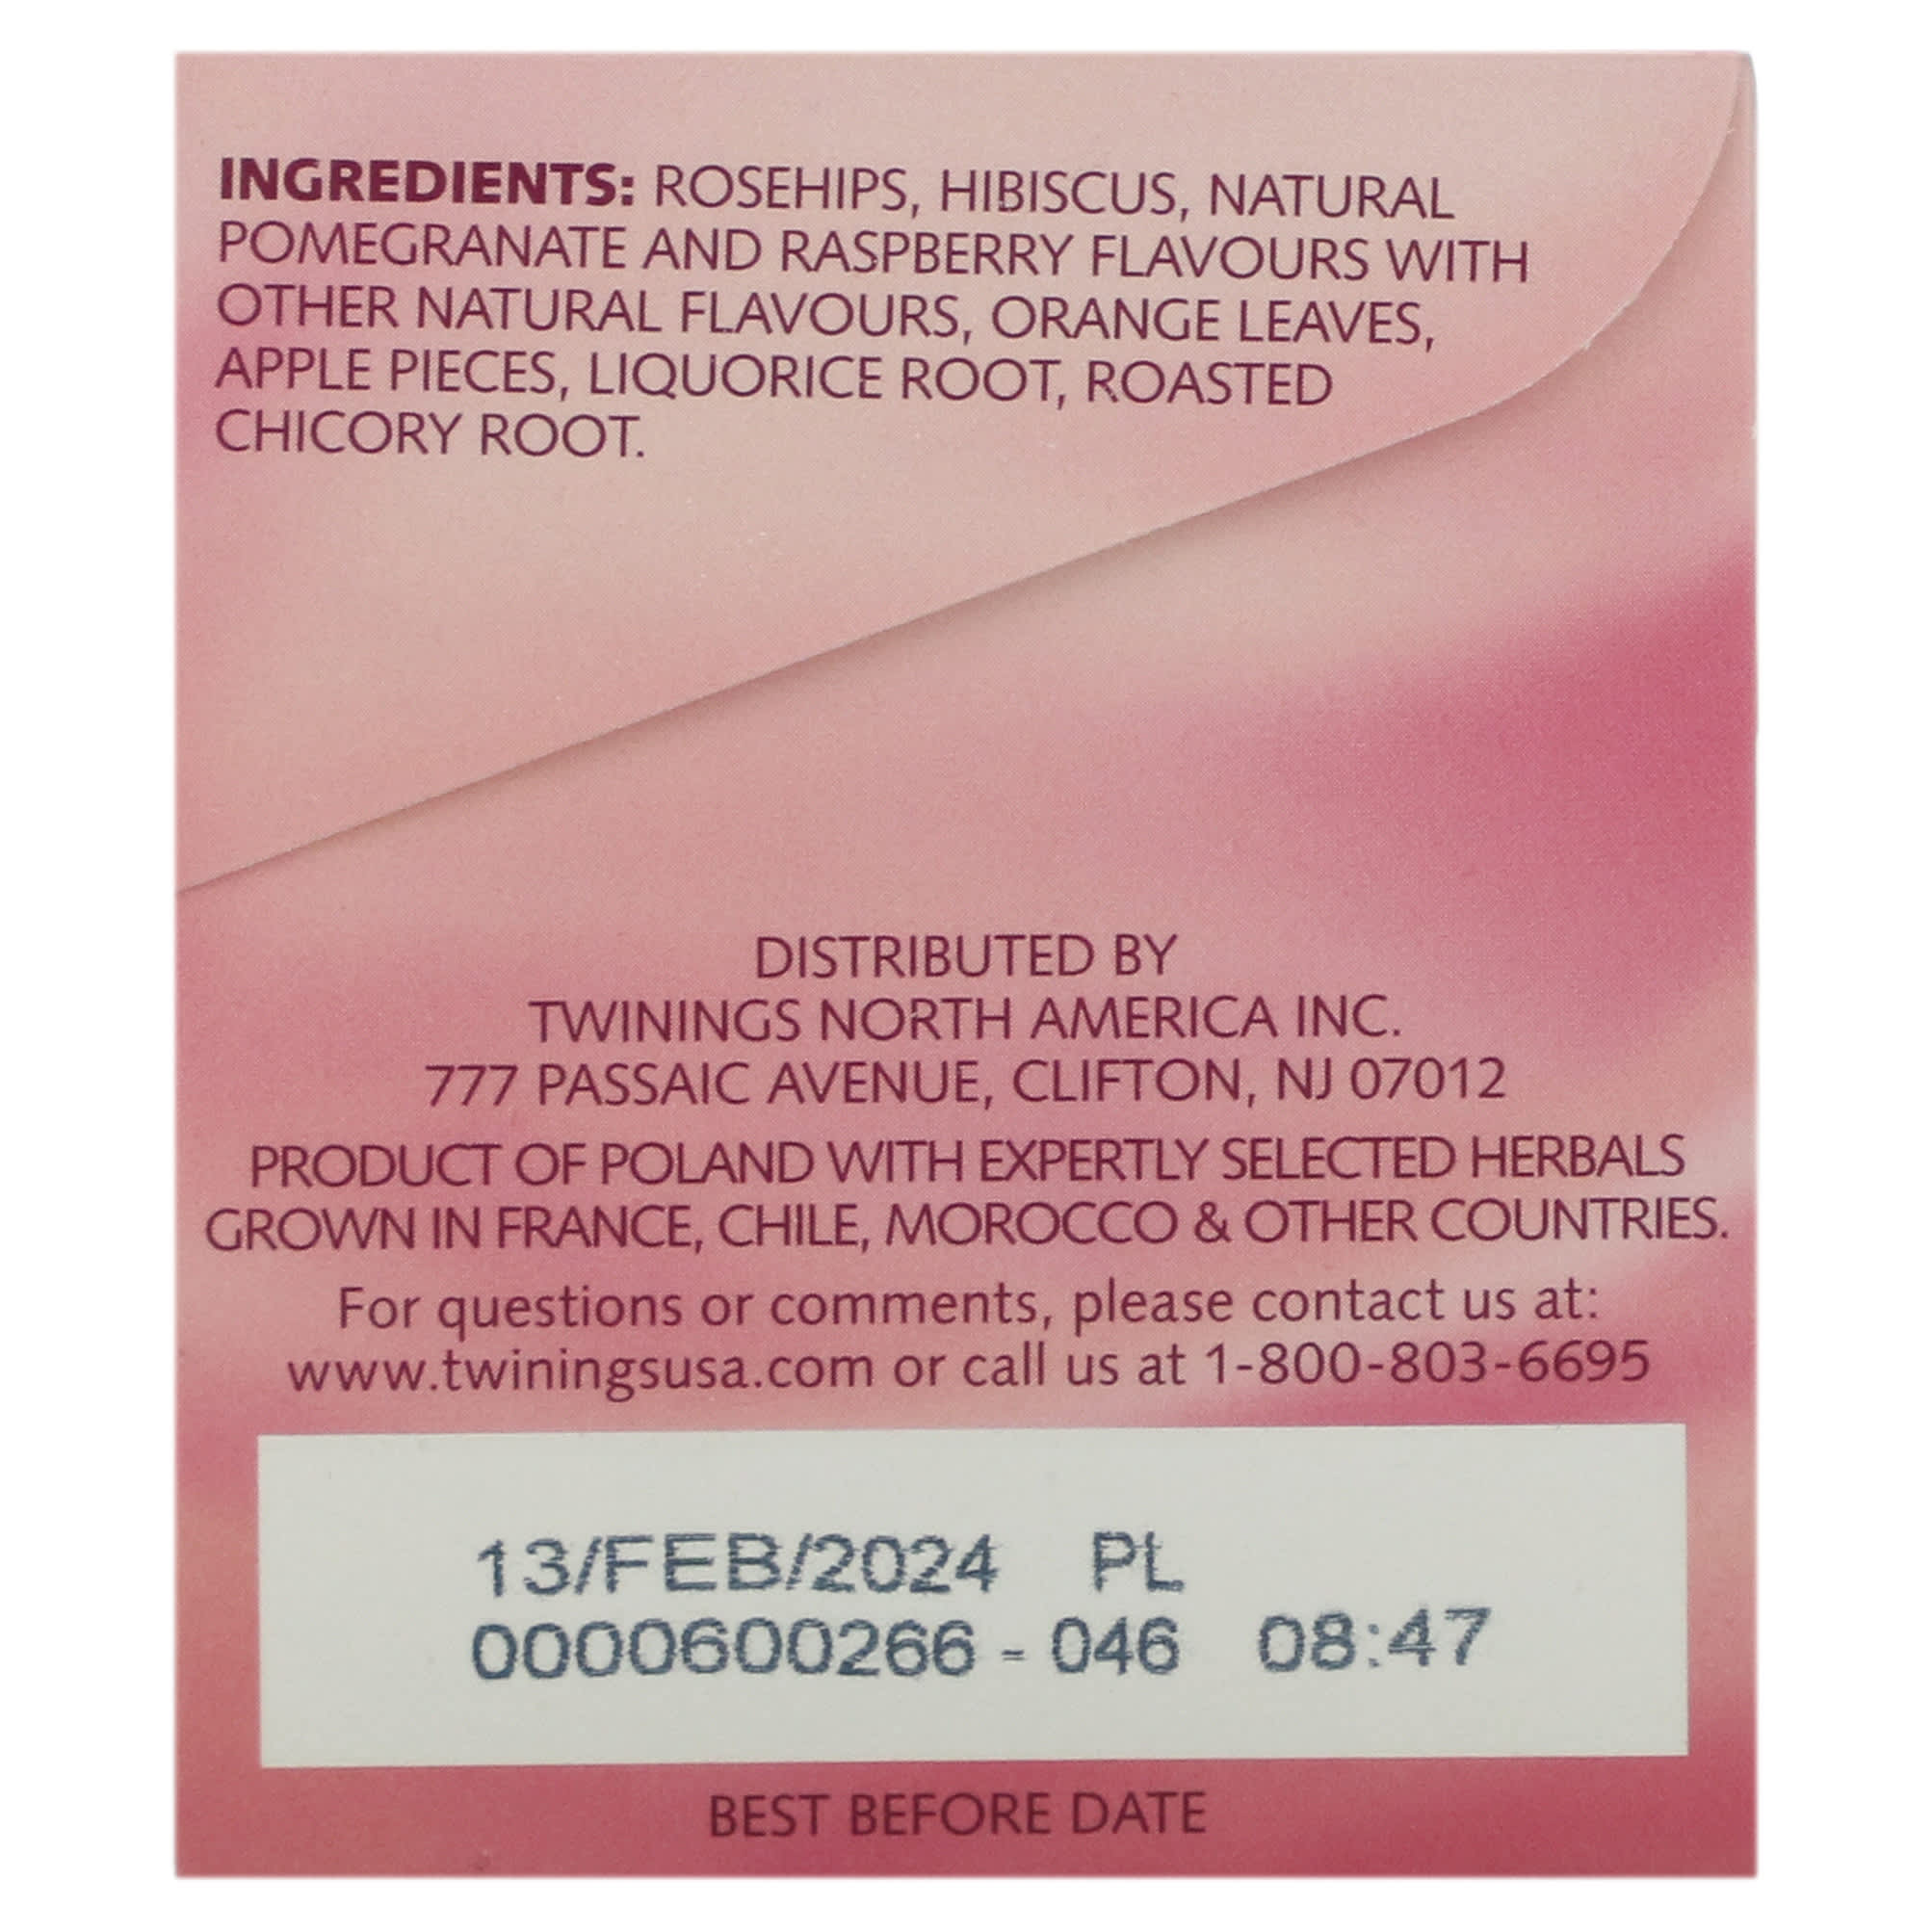 INGREDIENTS: ROSEHIPS, HIBISCUS, NATURAL
POMEGRANATE AND RASPBERRY FLAVOURS WITH
OTHER NATURAL FLAVOURS, ORANGE LEAVES,
APPLE PIECES, LIQUORICE ROOT, ROASTED
CHICORY ROOT.
DISTRIBUTED BY
TWININGS NORTH AMERICA INC.
777 PASSAIC AVENUE, CLIFTON, NJ 07012
PRODUCT OF POLAND WITH EXPERTLY SELECTED HERBALS
GROWN IN FRANCE, CHILE, MOROCCO & OTHER COUNTRIES.
For questions or comments, please contact us at:
www.twiningsusa.com or call us at 1-800-803-6695
13/FEB/2024 PL
0000600266 - 046 08:47
BEST BEFORE DATE